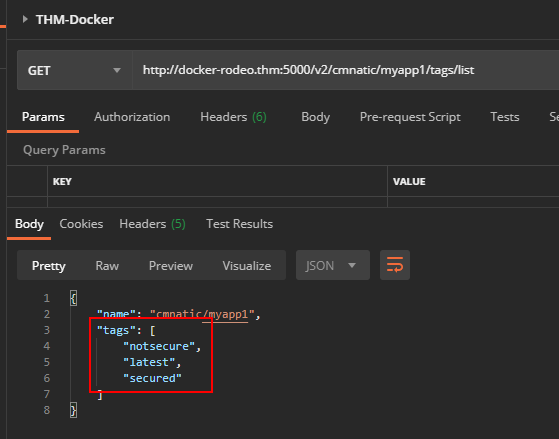 THM-Docker
GET http://docker-rodeo.thm:5000/v2/cmnatic/myapp1/tags/list
Params Authorization Headers (6) Body Pre-request Script Tests
Query Params
KEY VALUE
Body Cookies Headers (5) Test Results
Pretty Raw Preview Visualize JSON
1 {
2 "name": "cmnatic/myapp1",
3 "tags": [
4 "notsecure",
5 "latest",
6 "secured"
7 ]
8 }